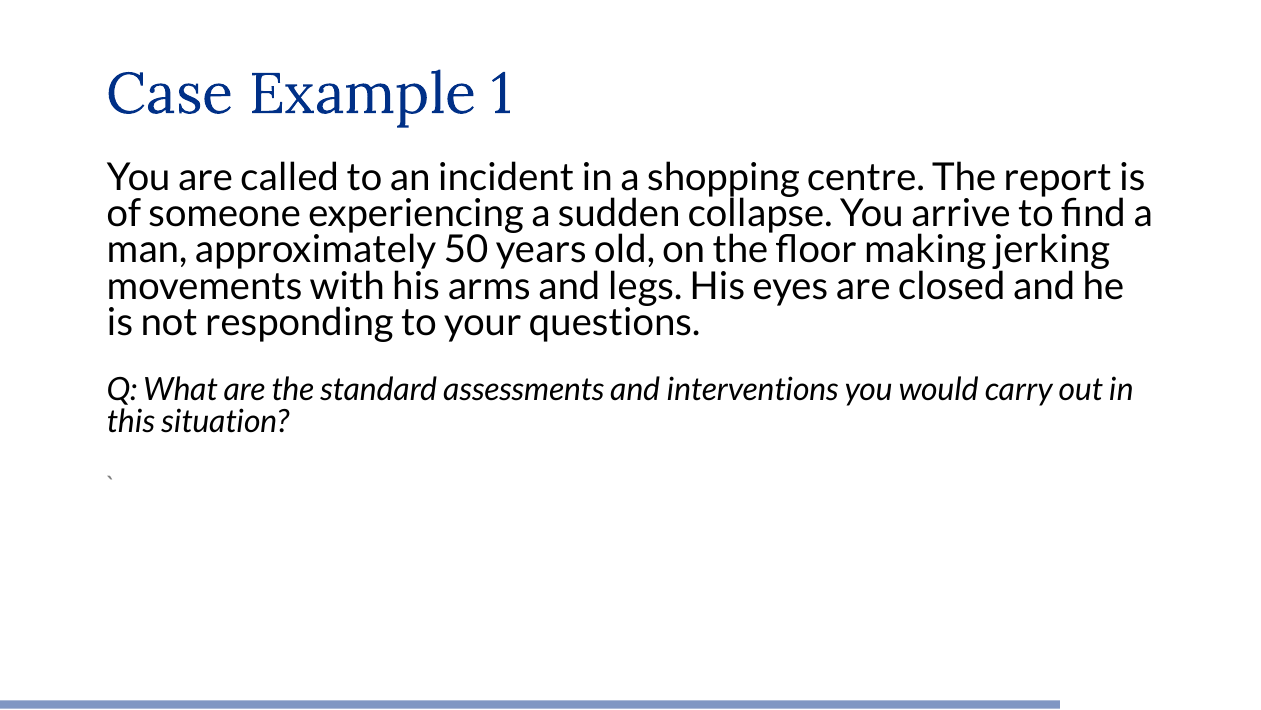 Case Example 1
You are called to an incident in a shopping centre. The report is
of someone experiencing a sudden collapse. You arrive to find a
man, approximately 50 years old, on the floor making jerking
movements with his arms and legs. His eyes are closed and he
is not responding to your questions.
Q: What are the standard assessments and interventions you would carry out in
this situation?
`